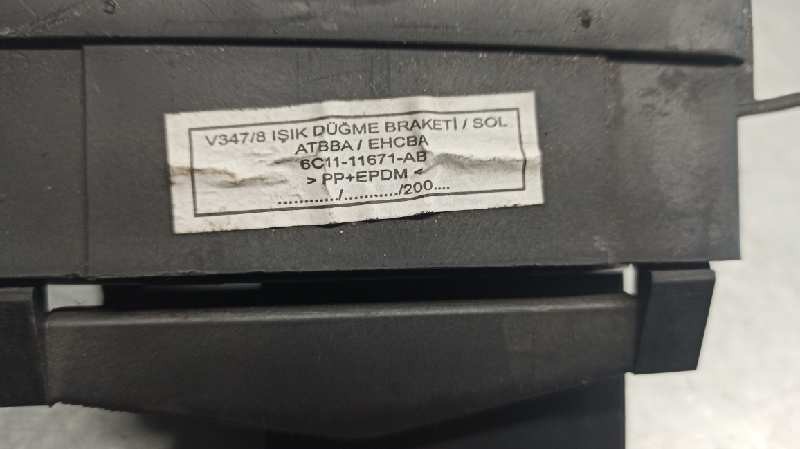 V347/8 IŞIK DÜĞME BRAKETİ / SOL
ATBBA / EHCBA
6C11-11671-AB
> PP+EPDM <
............/............/200....